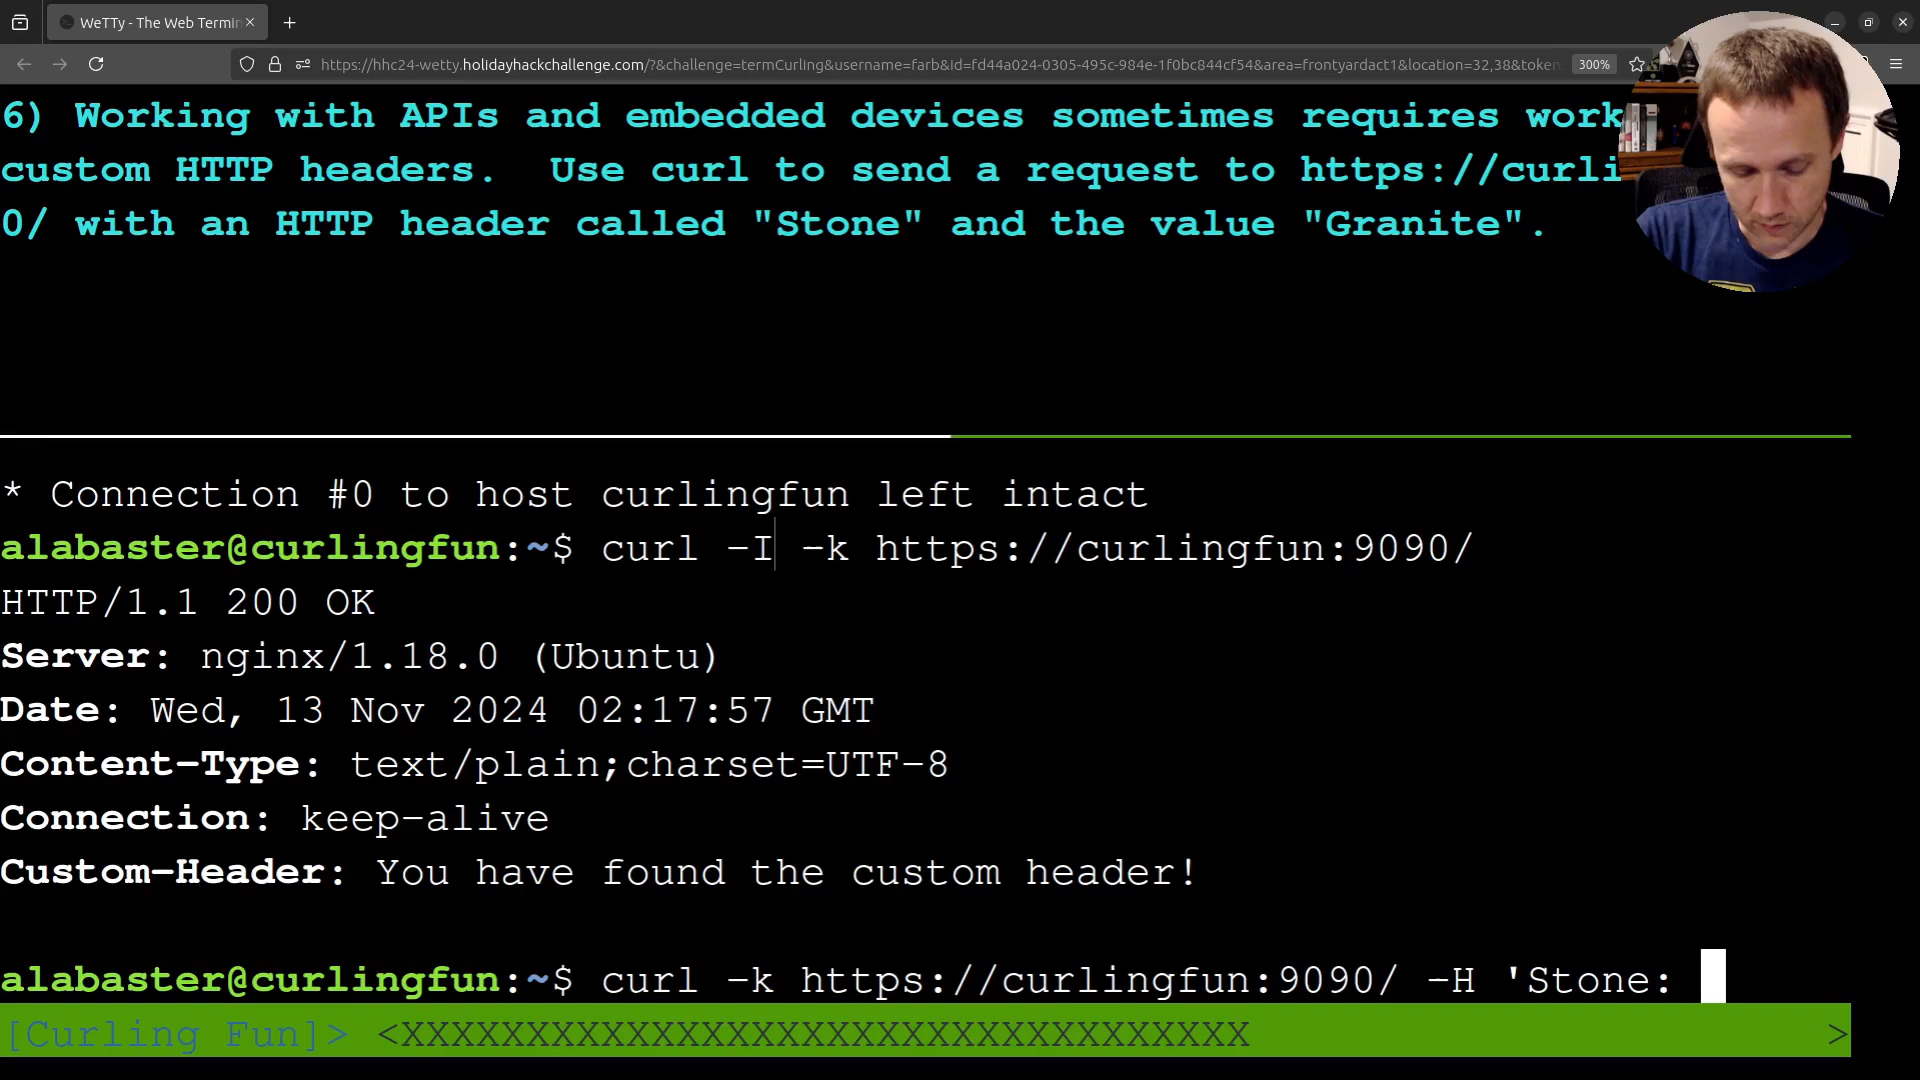 WeTTy - The Web Termin
https://hhc24-wetty.holidayhackchallenge.com/?&challenge=termCurling&username=farb&id=fd44a024-0305-495c-984e-1f0bc844cf54&area=frontyardact1&location=32,38&token
300%
6) Working with APIs and embedded devices sometimes requires work
custom HTTP headers.  Use curl to send a request to https://curli
0/ with an HTTP header called "Stone" and the value "Granite".
* Connection #0 to host curlingfun left intact
alabaster@curlingfun:~$ curl -I -k https://curlingfun:9090/
HTTP/1.1 200 OK
Server: nginx/1.18.0 (Ubuntu)
Date: Wed, 13 Nov 2024 02:17:57 GMT
Content-Type: text/plain;charset=UTF-8
Connection: keep-alive
Custom-Header: You have found the custom header!
alabaster@curlingfun:~$ curl -k https://curlingfun:9090/ -H 'Stone:
[Curling Fun]> <XXXXXXXXXXXXXXXXXXXXXXXXXXXXXXXXXX                       >